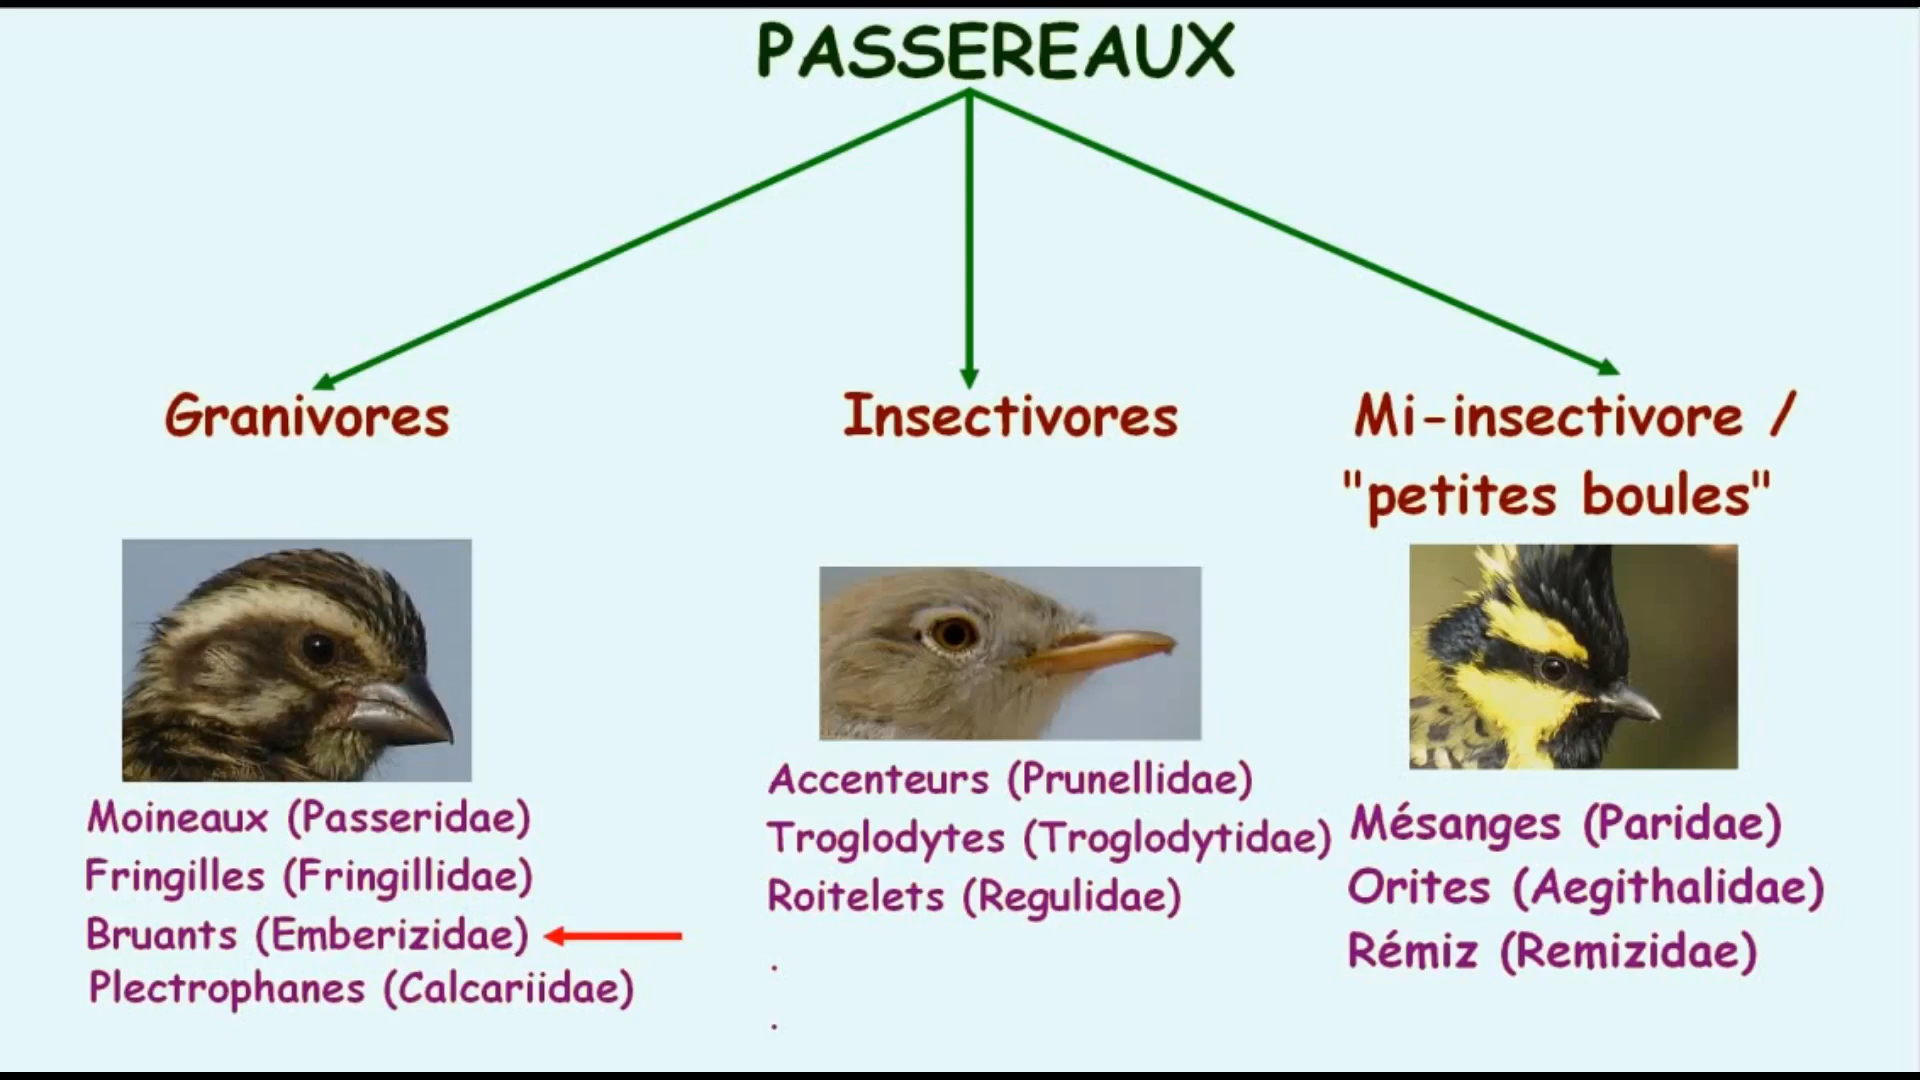 PASSEREAUX
Granivores
Insectivores
Mi-insectivore /
"petites boules"
Moineaux (Passeridae)
Fringilles (Fringillidae)
Bruants (Emberizidae)
Plectrophanes (Calcariidae)
Accenteurs (Prunellidae)
Troglodytes (Troglodytidae)
Roitelets (Regulidae)
.
.
Mésanges (Paridae)
Orites (Aegithalidae)
Rémiz (Remizidae)